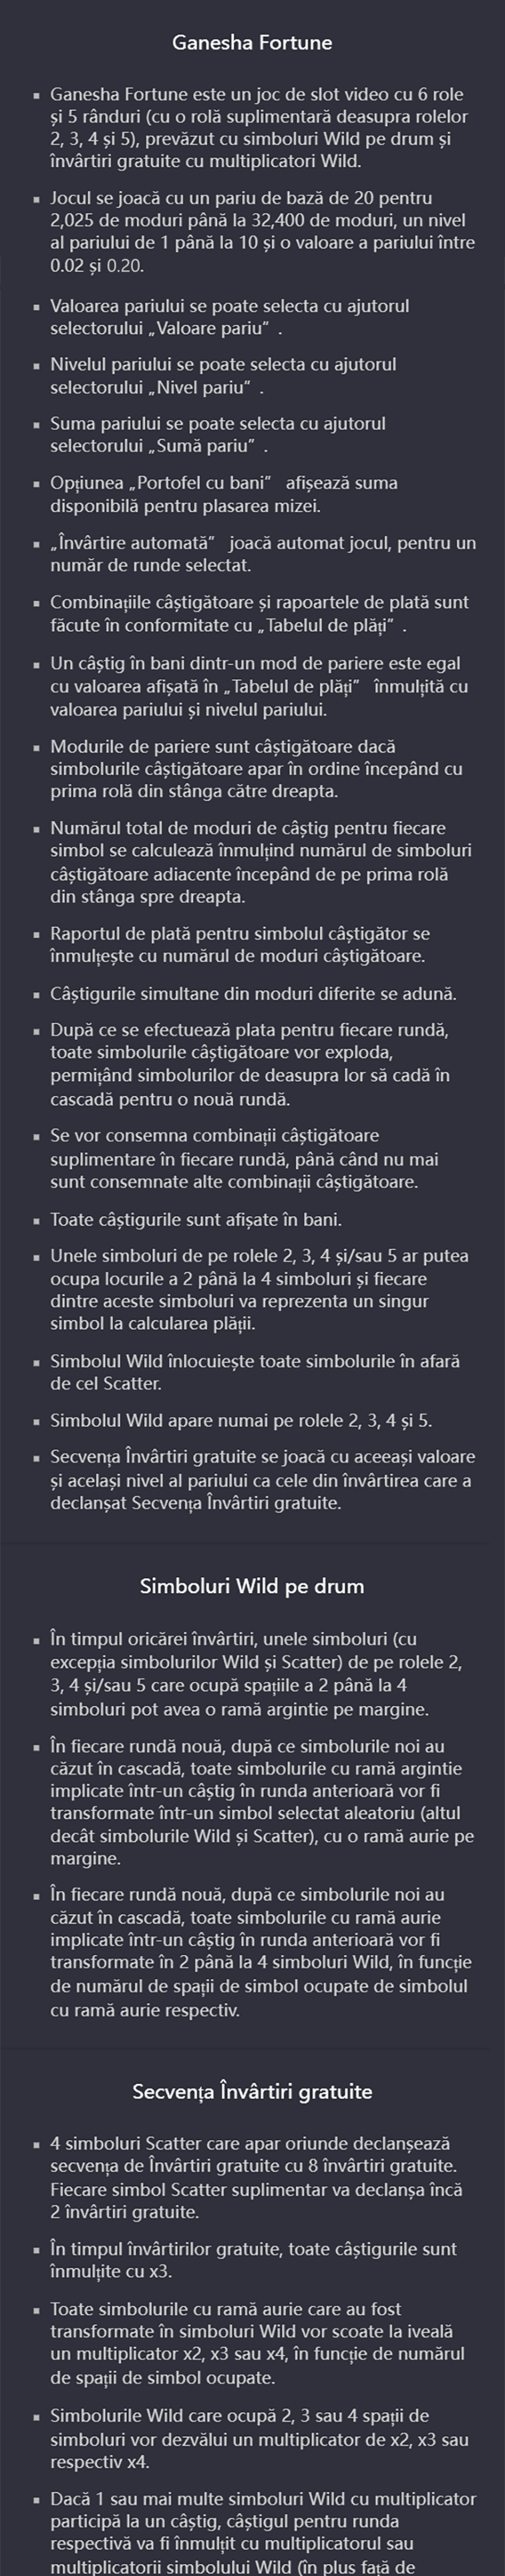 Ganesha Fortune
Ganesha Fortune este un joc de slot video cu 6 role
și 5 rânduri (cu o rolă suplimentară deasupra rolelor
2, 3, 4 și 5), prevăzut cu simboluri Wild pe drum și
învârtiri gratuite cu multiplicatori Wild.
Jocul se joacă cu un pariu de bază de 20 pentru
2,025 de moduri până la 32,400 de moduri, un nivel
al pariului de 1 până la 10 și o valoare a pariului între
0.02 și 0.20.
Valoarea pariului se poate selecta cu ajutorul
selectorului „Valoare pariu” .
Nivelul pariului se poate selecta cu ajutorul
selectorului „Nivel pariu” .
Suma pariului se poate selecta cu ajutorul
selectorului „Sumă pariu” .
Opțiunea „Portofel cu bani” afișează suma
disponibilă pentru plasarea mizei.
„Învârtire automată” joacă automat jocul, pentru un
număr de runde selectat.
Combinațiile câștigătoare și rapoartele de plată sunt
făcute în conformitate cu „Tabelul de plăți” .
Un câștig în bani dintr-un mod de pariere este egal
cu valoarea afișată în „Tabelul de plăți” înmulțită cu
valoarea pariului și nivelul pariului.
Modurile de pariere sunt câștigătoare dacă
simbolurile câștigătoare apar în ordine începând cu
prima rolă din stânga către dreapta.
Numărul total de moduri de câștig pentru fiecare
simbol se calculează înmulțind numărul de simboluri
câștigătoare adiacente începând de pe prima rolă
din stânga spre dreapta.
Raportul de plată pentru simbolul câștigător se
înmulțește cu numărul de moduri câștigătoare.
Câștigurile simultane din moduri diferite se adună.
După ce se efectuează plata pentru fiecare rundă,
toate simbolurile câștigătoare vor exploda,
permițând simbolurilor de deasupra lor să cadă în
cascadă pentru o nouă rundă.
Se vor consemna combinații câștigătoare
suplimentare în fiecare rundă, până când nu mai
sunt consemnate alte combinații câștigătoare.
Toate câștigurile sunt afișate în bani.
Unele simboluri de pe rolele 2, 3, 4 și/sau 5 ar putea
ocupa locurile a 2 până la 4 simboluri și fiecare
dintre aceste simboluri va reprezenta un singur
simbol la calcularea plății.
Simbolul Wild înlocuiește toate simbolurile în afară
de cel Scatter.
Simbolul Wild apare numai pe rolele 2, 3, 4 și 5.
Secvența Învârtiri gratuite se joacă cu aceeași valoare
și același nivel al pariului ca cele din învârtirea care a
declanșat Secvența Învârtiri gratuite.
Simboluri Wild pe drum
În timpul oricărei învârtiri, unele simboluri (cu
excepția simbolurilor Wild și Scatter) de pe rolele 2,
3, 4 și/sau 5 care ocupă spațiile a 2 până la 4
simboluri pot avea o ramă argintie pe margine.
În fiecare rundă nouă, după ce simbolurile noi au
căzut în cascadă, toate simbolurile cu ramă argintie
implicate într-un câștig în runda anterioară vor fi
transformate într-un simbol selectat aleatoriu (altul
decât simbolurile Wild și Scatter), cu o ramă aurie pe
margine.
În fiecare rundă nouă, după ce simbolurile noi au
căzut în cascadă, toate simbolurile cu ramă aurie
implicate într-un câștig în runda anterioară vor fi
transformate în 2 până la 4 simboluri Wild, în funcție
de numărul de spații de simbol ocupate de simbolul
cu ramă aurie respectiv.
Secvența Învârtiri gratuite
4 simboluri Scatter care apar oriunde declanșează
secvența de Învârtiri gratuite cu 8 învârtiri gratuite.
Fiecare simbol Scatter suplimentar va declanșa încă
2 învârtiri gratuite.
În timpul învârtirilor gratuite, toate câștigurile sunt
înmulțite cu x3.
Toate simbolurile cu ramă aurie care au fost
transformate în simboluri Wild vor scoate la iveală
un multiplicator x2, x3 sau x4, în funcție de numărul
de spații de simbol ocupate.
Simbolurile Wild care ocupă 2, 3 sau 4 spații de
simboluri vor dezvălui un multiplicator de x2, x3 sau
respectiv x4.
Dacă 1 sau mai multe simboluri Wild cu multiplicator
participă la un câștig, câștigul pentru runda
respectivă va fi înmulțit cu multiplicatorul sau
multiplicatorii simbolului Wild (în plus față de